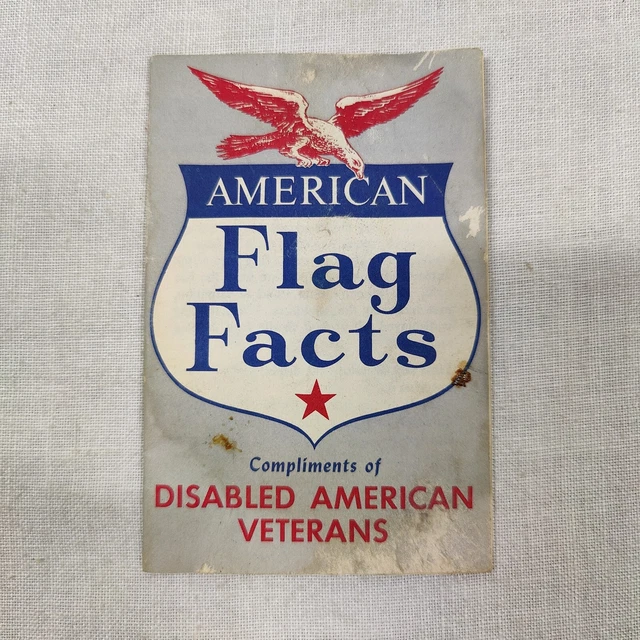 AMERICAN
Flag
Facts
Compliments of
DISABLED AMERICAN
VETERANS